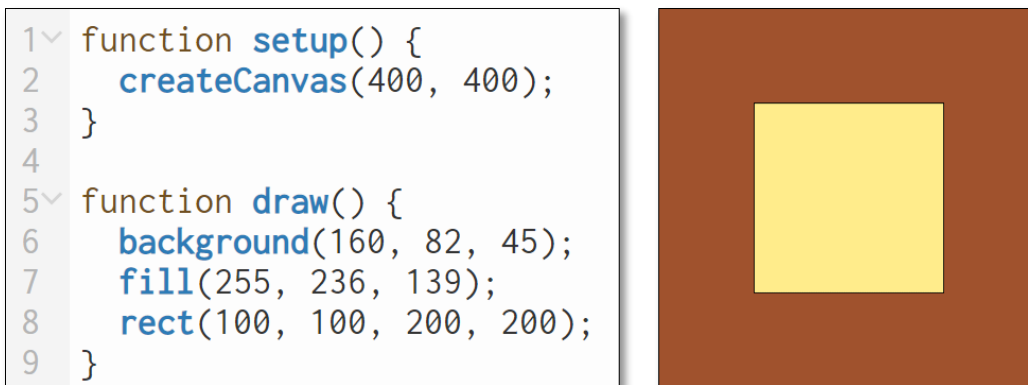 1 function setup() {
2 createCanvas(400, 400);
3 }
4
5 function draw() {
6 background(160, 82, 45);
7 fill(255, 236, 139);
8 rect(100, 100, 200, 200);
9 }